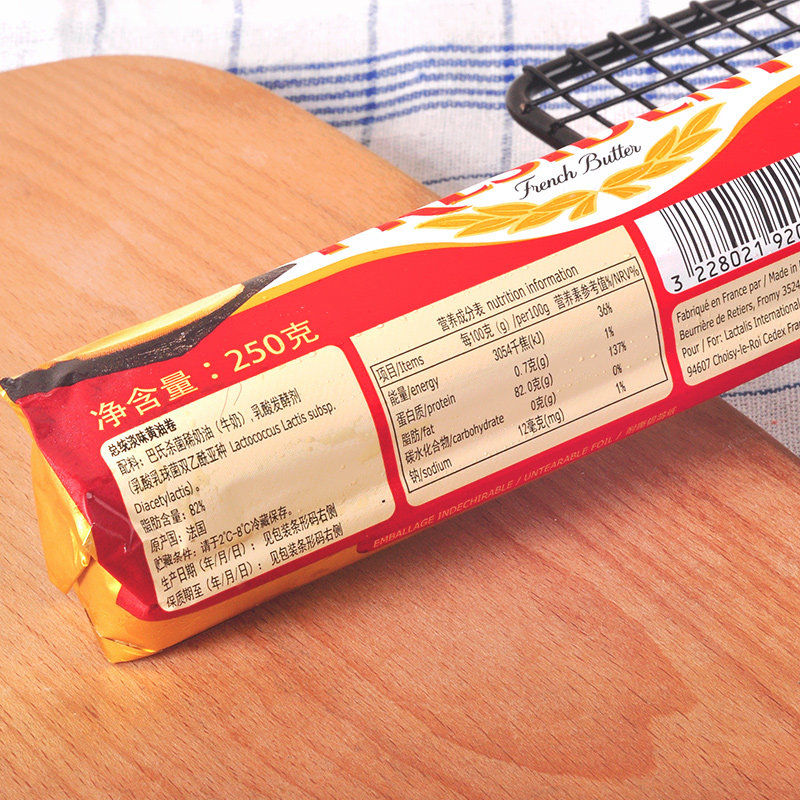 French Butter
净含量：250克
总统淡味黄油卷
配料：巴氏杀菌稀奶油（牛奶）, 乳酸发酵剂
(乳酸乳球菌双乙酰亚种 Lactococcus Lactis subsp.
Diacetylactis)。
脂肪含量：82%
原产国：法国
贮藏条件：请于2℃-8℃冷藏保存。
生产日期（年/月/日）：见包装条形码右侧
保质期至（年/月/日）：见包装条形码右侧
营养成分表 nutrition information
项目/Items 每100克 (g) /per100g 营养素参考值%/NRV%
能量/energy 3054千焦(kJ) 36%
蛋白质/protein 0.7克(g) 1%
脂肪/fat 82.0克(g) 137%
碳水化合物/carbohydrate 0克(g) 0%
钠/sodium 12毫克(mg) 1%
EMBALLAGE INDECHIRABLE / UNTEARABLE FOIL /
3 228021 920
Fabriqué en France par / Made in
Beurrière de Retiers, Fromy 3524
Pour / For: Lactalis International
94607 Choisy-le-Roi Cedex